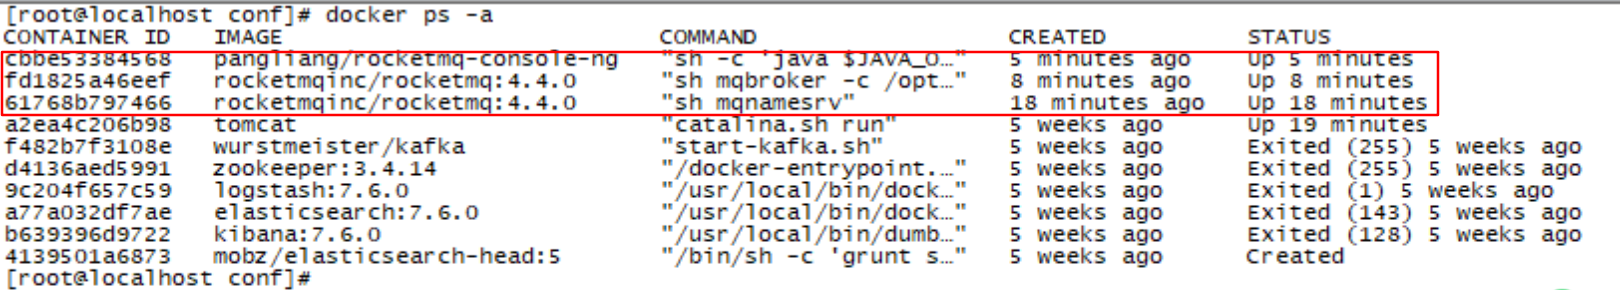 [root@localhost conf]# docker ps -a
CONTAINER ID   IMAGE                           COMMAND                  CREATED          STATUS
cbbe53384568   pangliang/rocketmq-console-ng   "sh -c 'java $JAVA_O…"   5 minutes ago    Up 5 minutes
fd1825a46eef   rocketmqinc/rocketmq:4.4.0      "sh mqbroker -c /opt…"   8 minutes ago    Up 8 minutes
61768b797466   rocketmqinc/rocketmq:4.4.0      "sh mqnamesrv"           18 minutes ago   Up 18 minutes
a2ea4c206b98   tomcat                          "catalina.sh run"        5 weeks ago      Up 19 minutes
f482b7f3108e   wurstmeister/kafka              "start-kafka.sh"         5 weeks ago      Exited (255) 5 weeks ago
d4136aed5991   zookeeper:3.4.14                "/docker-entrypoint.…"   5 weeks ago      Exited (255) 5 weeks ago
9c204f657c59   logstash:7.6.0                  "/usr/local/bin/dock…"   5 weeks ago      Exited (1) 5 weeks ago
a77a032df7ae   elasticsearch:7.6.0             "/usr/local/bin/dock…"   5 weeks ago      Exited (143) 5 weeks ago
b639396d9722   kibana:7.6.0                    "/usr/local/bin/dumb…"   5 weeks ago      Exited (128) 5 weeks ago
4139501a6873   mobz/elasticsearch-head:5       "/bin/sh -c 'grunt s…"   5 weeks ago      Created
[root@localhost conf]#